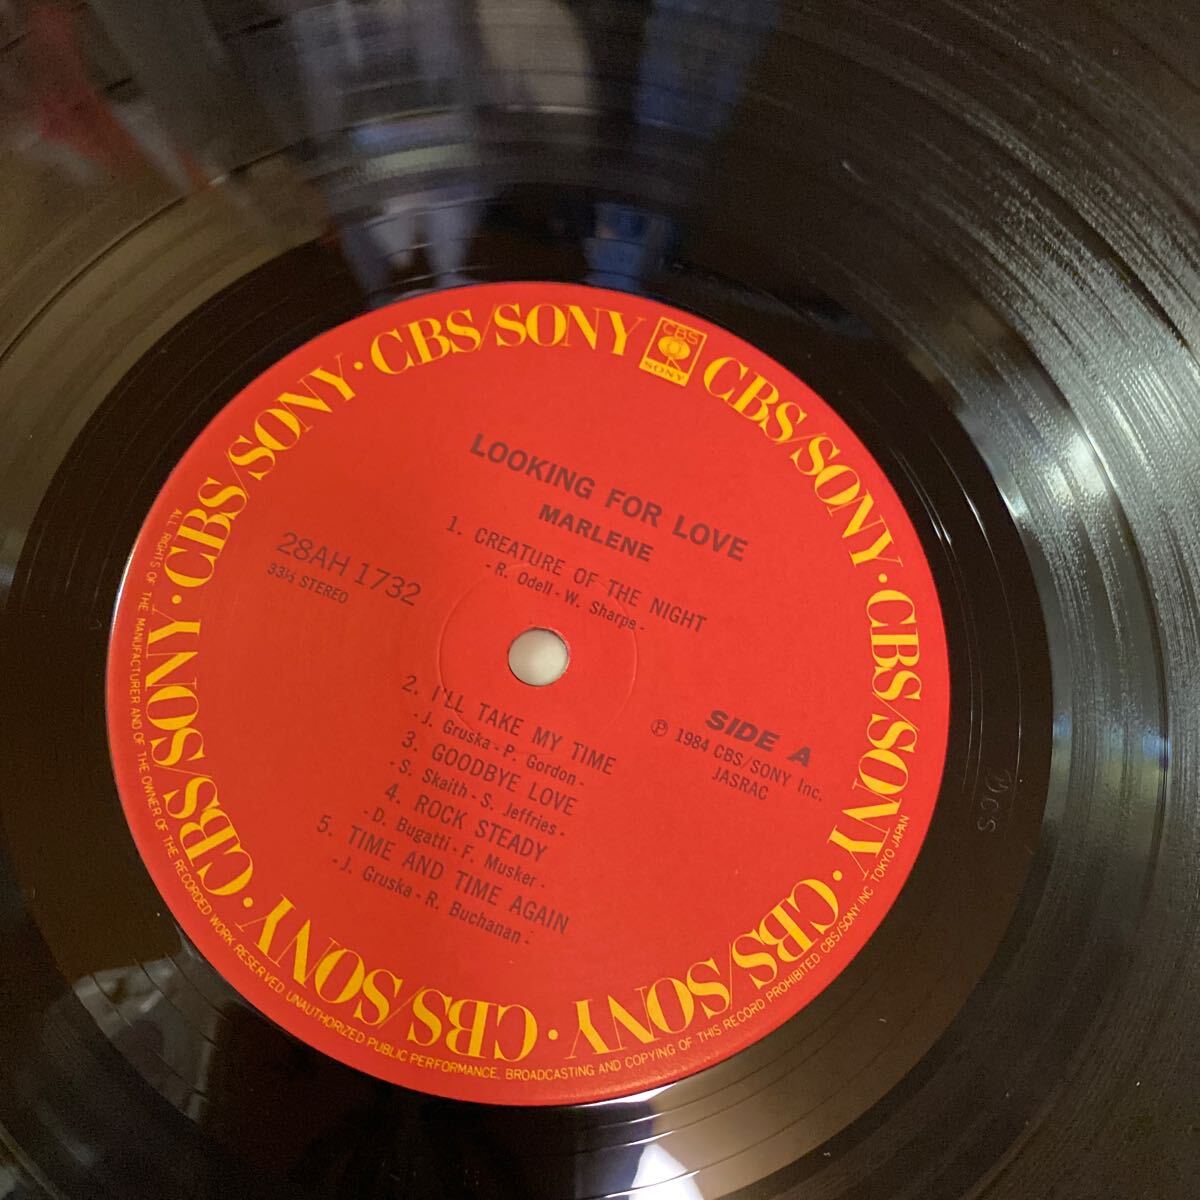 CBS/SONY · CBS/SONY · CBS/SONY · CBS/SONY · CBS/SONY · CBS/SONY · CBS/SONY · CBS/SONY
CBS
SONY
LOOKING FOR LOVE
MARLENE
1. CREATURE OF THE NIGHT
- R. Odell - W. Sharpe -
28AH 1732
33⅓ STEREO
SIDE A
Ⓟ 1984 CBS/SONY Inc.
JASRAC
2. I'LL TAKE MY TIME
- J. Gruska - P. Gordon -
3. GOODBYE LOVE
- S. Skaith - S. Jeffries -
4. ROCK STEADY
- D. Bugatti - F. Musker -
5. TIME AND TIME AGAIN
- J. Gruska - R. Buchanan -
ALL RIGHTS OF THE MANUFACTURER AND OF THE OWNER OF THE RECORDED WORK RESERVED UNAUTHORIZED PUBLIC PERFORMANCE, BROADCASTING AND COPYING OF THIS RECORD PROHIBITED CBS/SONY INC TOKYO JAPAN